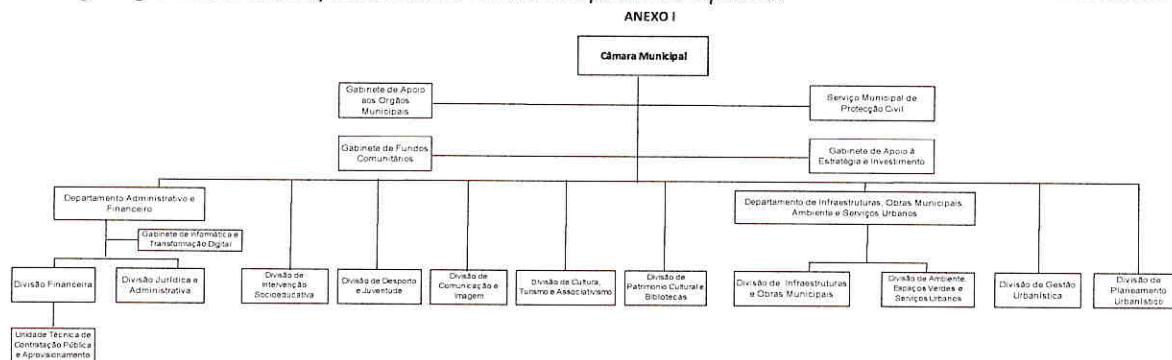 ANEXO I
Câmara Municipal
Gabinete de Apoio
aos Orgãos
Municipais
Serviço Municipal de
Protecção Civil
Gabinete de Fundos
Comunitários
Gabinete de Apoio à
Estratégia e Investimento
Departamento Administrativo e
Financeiro
Departamento de Infraestruturas, Obras Municipais
Ambiente e Serviços Urbanos
Gabinete de Informática e
Transformação Digital
Divisão Financeira
Divisão Jurídica e
Administrativa
Divisão de
Intervenção
Socioeducativa
Divisão de Desporto
e Juventude
Divisão de
Comunicação e
Imagem
Divisão de Cultura,
Turismo e Associativismo
Divisão de
Património Cultural e
Bibliotecas
Divisão de Infraestruturas
e Obras Municipais
Divisão de Ambiente,
Espaços Verdes e
Serviços Urbanos
Divisão de Gestão
Urbanística
Divisão de
Planeamento
Urbanístico
Unidade Técnica de
Contratação Pública
e Aprovisionamento